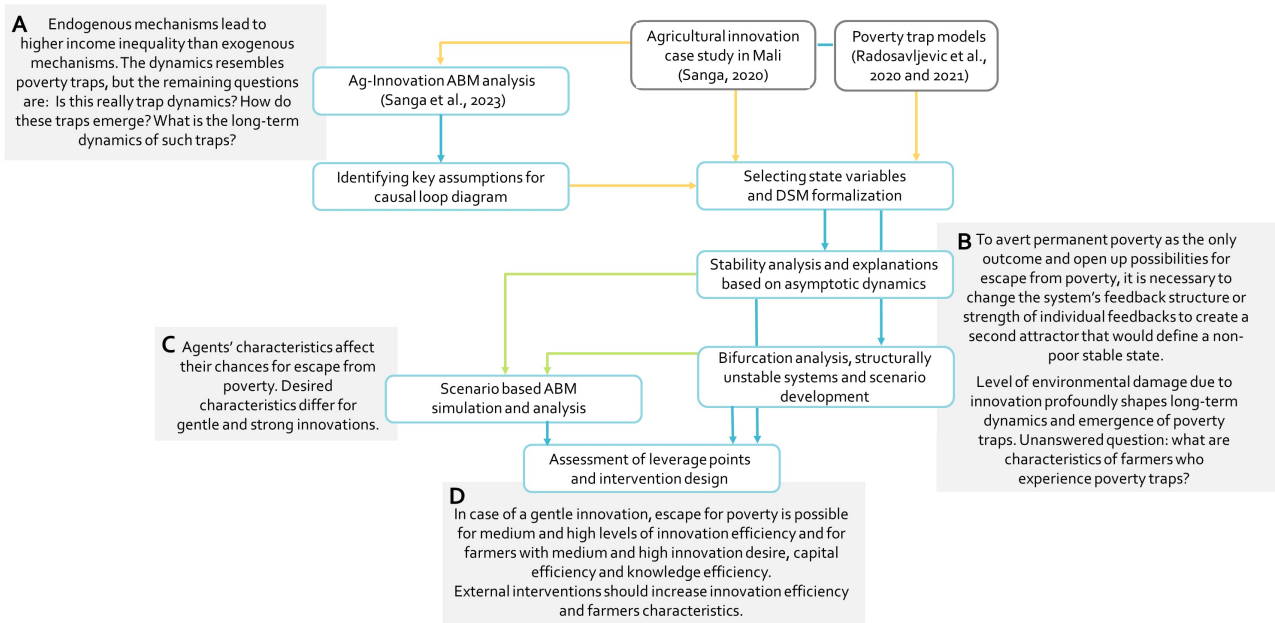 A
Endogenous mechanisms lead to
higher income inequality than exogenous
mechanisms. The dynamics resembles
poverty traps, but the remaining questions
are: Is this really trap dynamics? How do
these traps emerge? What is the long-term
dynamics of such traps?
Agricultural innovation
case study in Mali
(Sanga, 2020)
Poverty trap models
(Radosavljevic et al.,
2020 and 2021)
Ag-Innovation ABM analysis
(Sanga et al., 2023)
Identifying key assumptions for
causal loop diagram
Selecting state variables
and DSM formalization
Stability analysis and explanations
based on asymptotic dynamics
B
To avert permanent poverty as the only
outcome and open up possibilities for
escape from poverty, it is necessary to
change the system's feedback structure or
strength of individual feedbacks to create a
second attractor that would define a non-
poor stable state.
Level of environmental damage due to
innovation profoundly shapes long-term
dynamics and emergence of poverty
traps. Unanswered question: what are
characteristics of farmers who
experience poverty traps?
C
Agents' characteristics affect
their chances for escape from
poverty. Desired
characteristics differ for
gentle and strong innovations.
Bifurcation analysis, structurally
unstable systems and scenario
development
Scenario based ABM
simulation and analysis
Assessment of leverage points
and intervention design
D
In case of a gentle innovation, escape for poverty is possible
for medium and high levels of innovation efficiency and for
farmers with medium and high innovation desire, capital
efficiency and knowledge efficiency.
External interventions should increase innovation efficiency
and farmers characteristics.